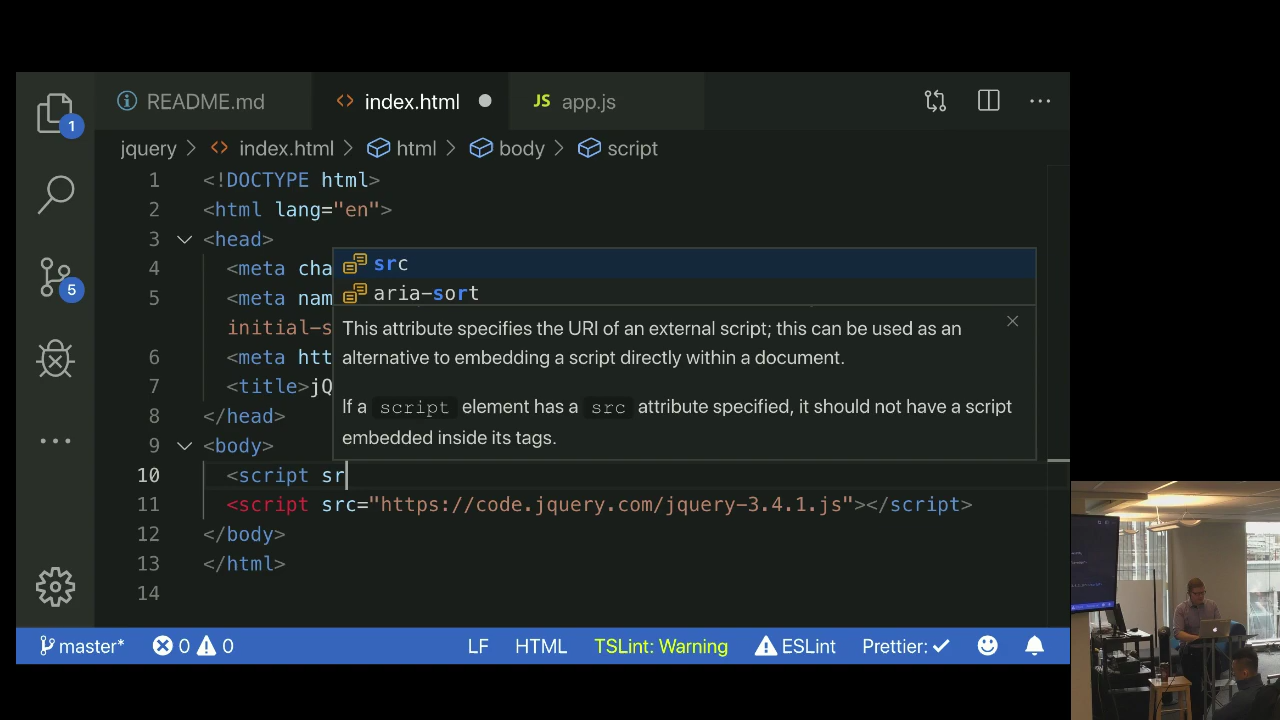 README.md
index.html
JS app.js
jquery > <> index.html > html > body > script
1 <!DOCTYPE html>
2 <html lang="en">
3 <head>
4 <meta cha
5 <meta nam
initial-s
6 <meta htt
7 <title>jQ
8 </head>
9 <body>
10 <script sr
11 <script src="https://code.jquery.com/jquery-3.4.1.js"></script>
12 </body>
13 </html>
14
src
aria-sort
This attribute specifies the URI of an external script; this can be used as an
alternative to embedding a script directly within a document.
If a script element has a src attribute specified, it should not have a script
embedded inside its tags.
1
5
master* 0 0 LF HTML TSLint: Warning ESLint Prettier: ✓